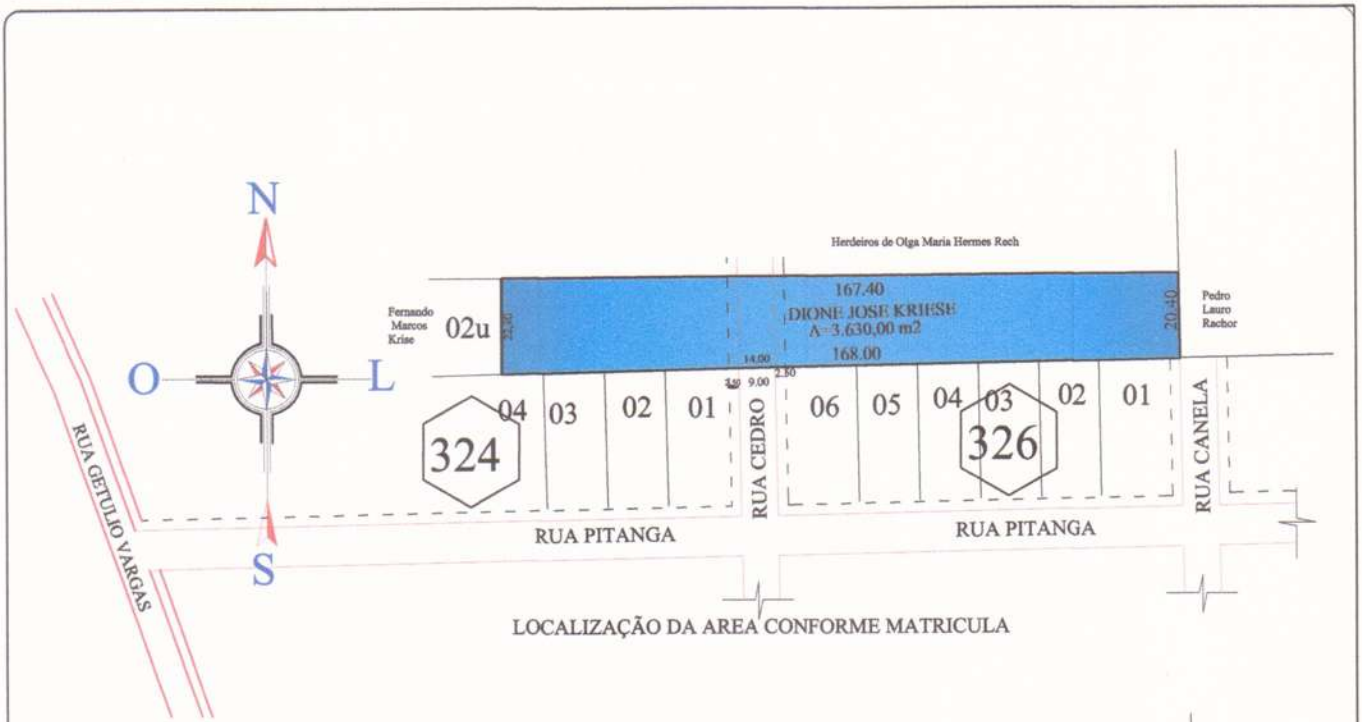 N
Herdeiros de Olga Maria Hermes Rech
167.40
DIONE JOSE KRIESE
A=3.630,00 m2
168.00
20.40
Pedro
Lauro
Rachor
Fernando
Marcos
Krise
02u
O
L
14.00
9.00
2.50
04
03
02
01
06
05
04
03
02
01
324
326
RUA CEDRO
RUA CANELA
RUA GETULIO VARGAS
RUA PITANGA
RUA PITANGA
S
LOCALIZAÇÃO DA AREA CONFORME MATRICULA